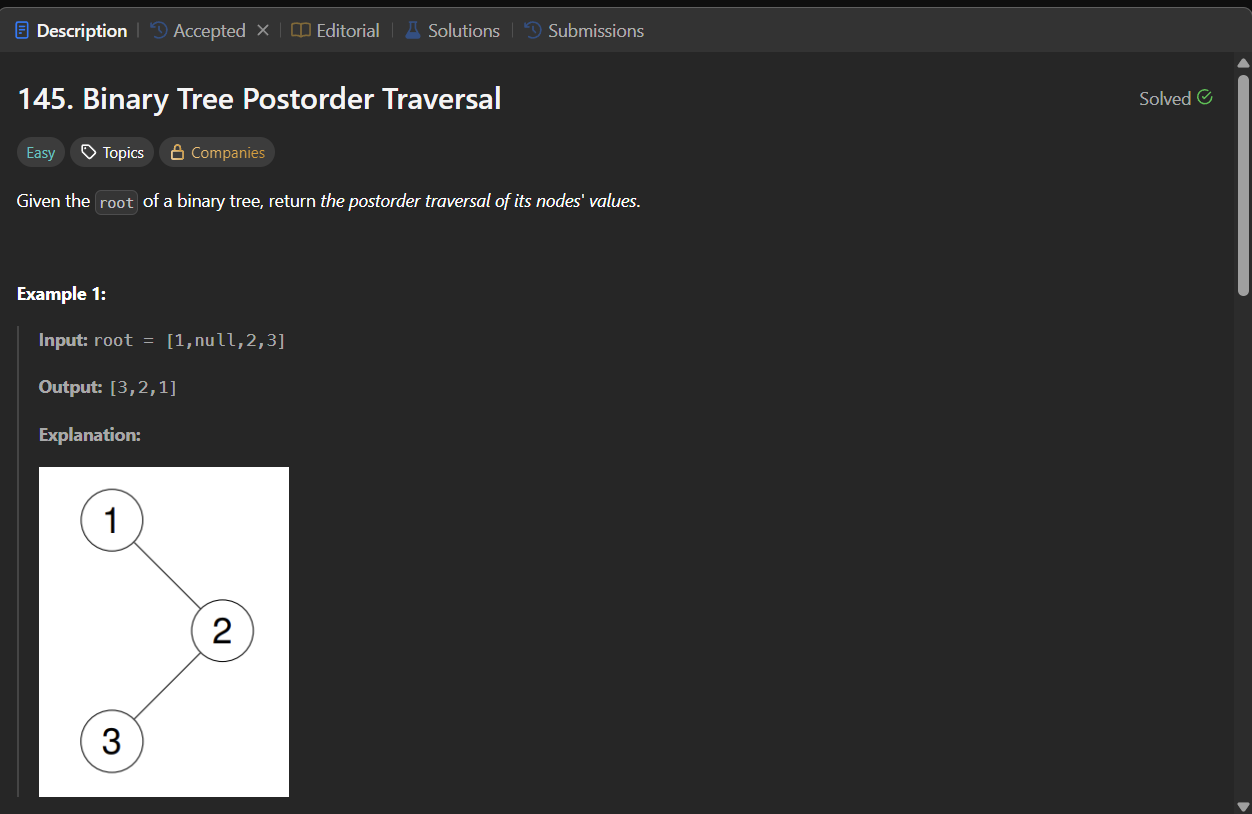 Description Accepted Editorial Solutions Submissions
145. Binary Tree Postorder Traversal Solved
Easy Topics Companies
Given the root of a binary tree, return the postorder traversal of its nodes' values.
Example 1:
Input: root = [1,null,2,3]
Output: [3,2,1]
Explanation:
1
2
3